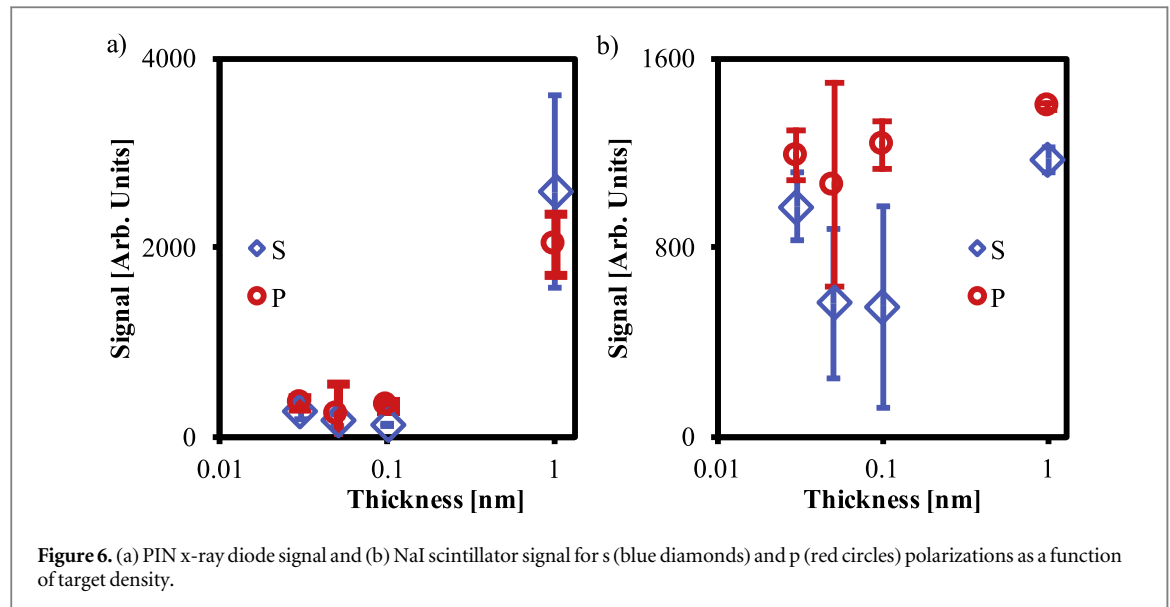 a)
4000
2000
0
Signal [Arb. Units]
S
P
0.01
0.1
1
Thickness [nm]
b)
1600
800
0
Signal [Arb. Units]
S
P
0.01
0.1
1
Thickness [nm]
Figure 6. (a) PIN x-ray diode signal and (b) NaI scintillator signal for s (blue diamonds) and p (red circles) polarizations as a function
of target density.